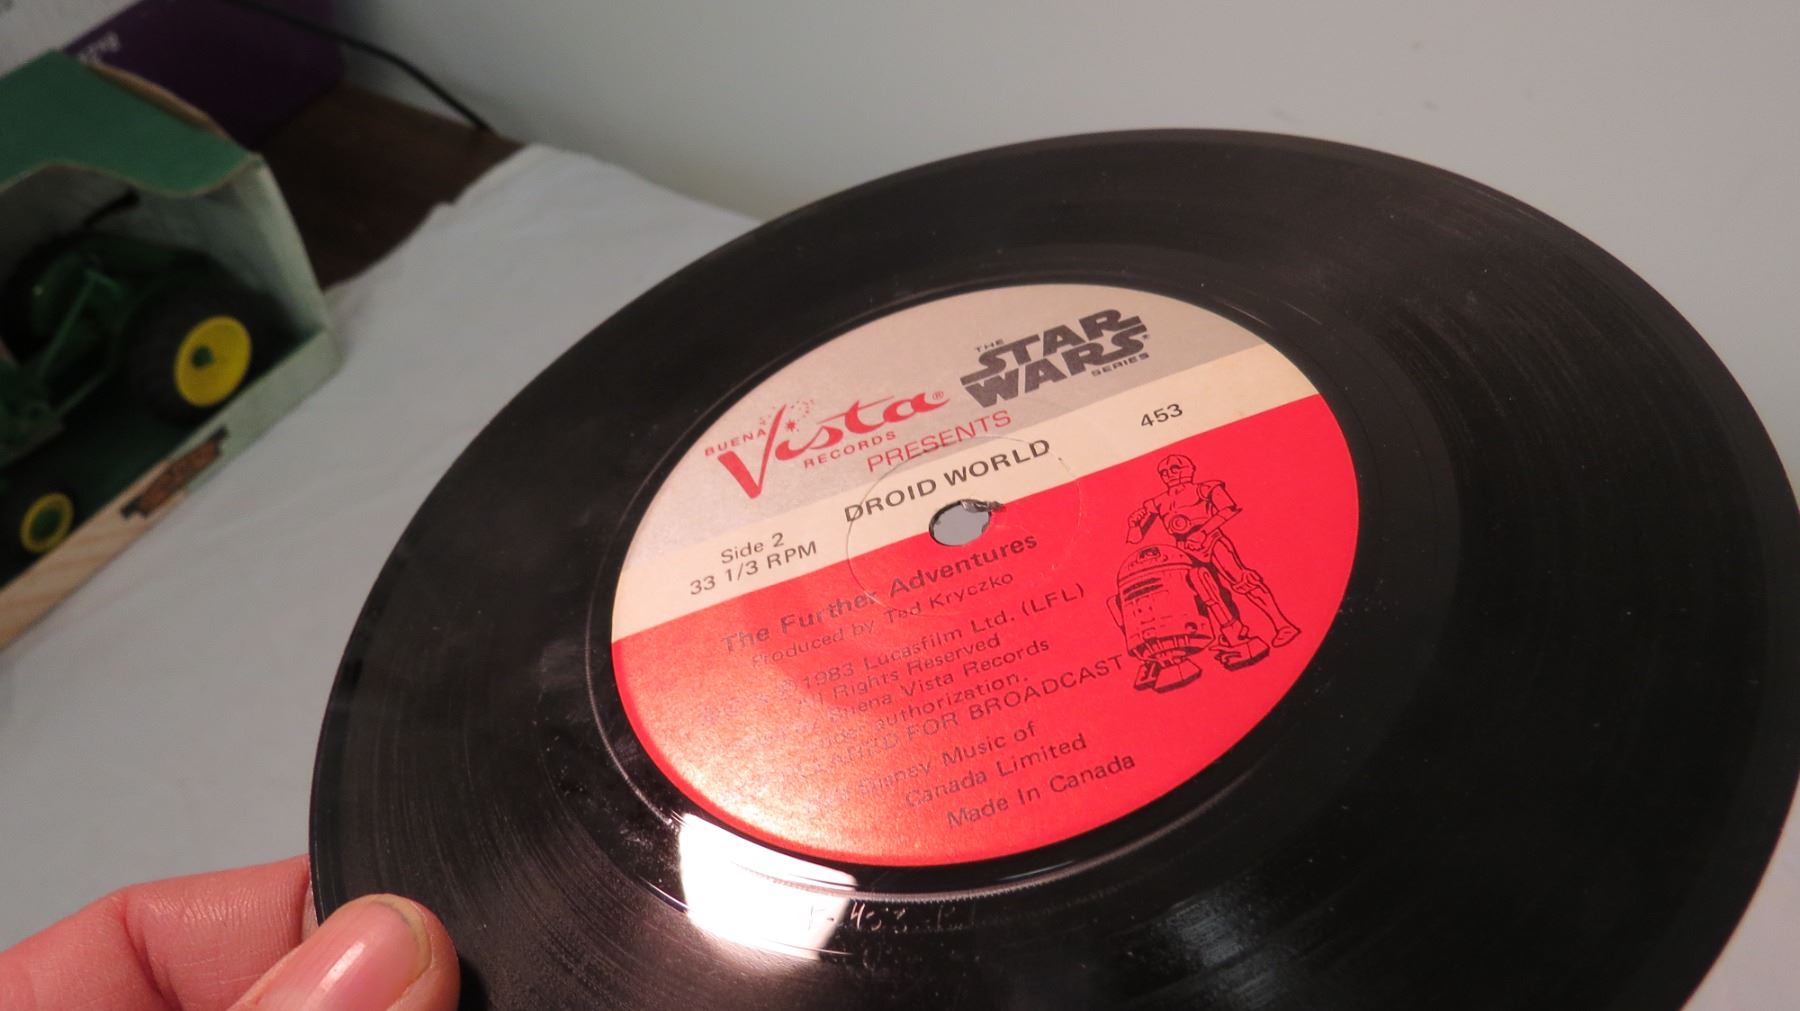 THE
STAR
WARS®
SERIES
BUENA
Vista®
RECORDS
PRESENTS
DROID WORLD
453
Side 2
33 1/3 RPM
The Further Adventures
Produced by Ted Kryczko
1983 Lucasfilm Ltd. (LFL)
All Rights Reserved
Buena Vista Records
under authorization.
FOR BROADCAST
Disney Music of
Canada Limited
Made In Canada